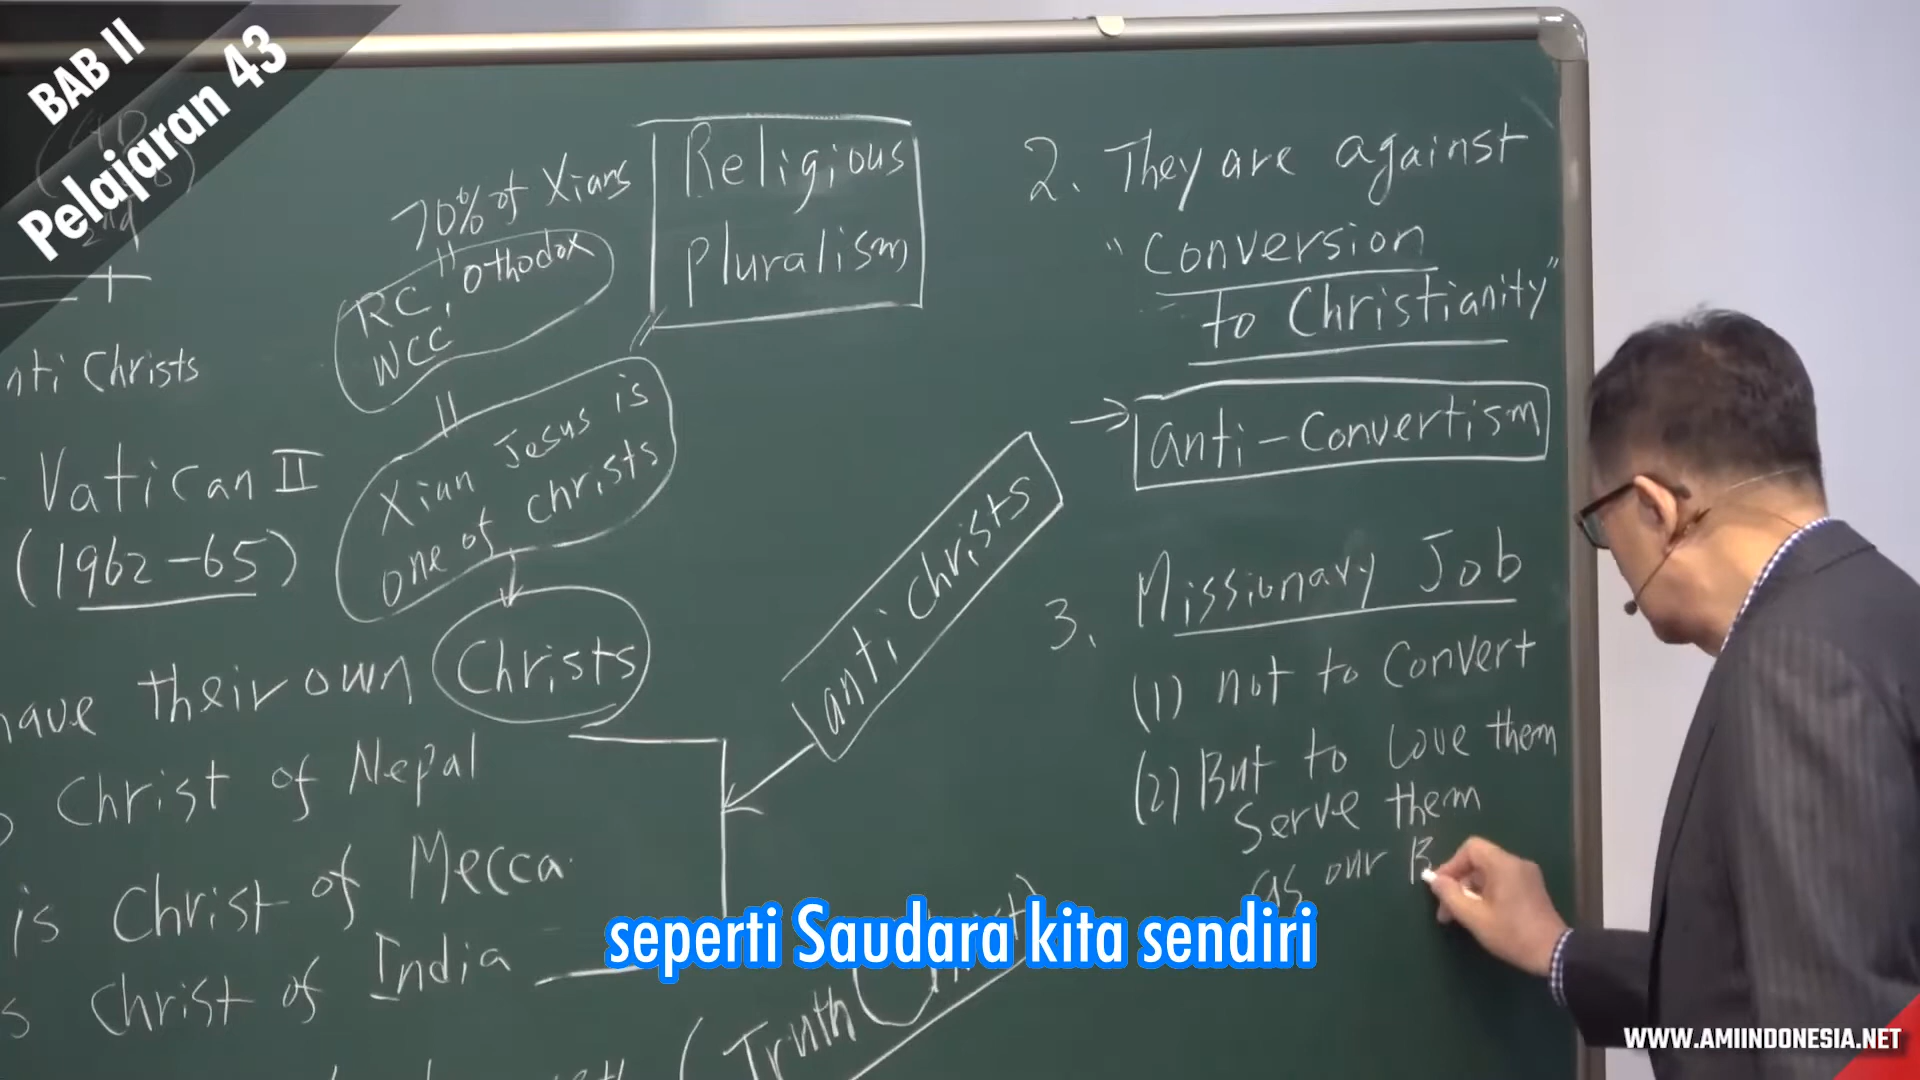 BAB II
Pelajaran 43
2nd
nti Christs
Vatican II
(1962-65)
have their own Christs
Christ of Nepal
is Christ of Mecca
s Christ of India
70% of Xians
"
RC, Orthodox
WCC
"
Xian Jesus is
one of christs
Religious
pluralism
anti christs
(Truth Christ)
2. They are against
"Conversion
to Christianity"
→ anti-Convertism
3. Missionary Job
(1) not to Convert
(2) But to Love them
Serve them
as our B
seperti Saudara kita sendiri
WWW.AMIINDONESIA.NET